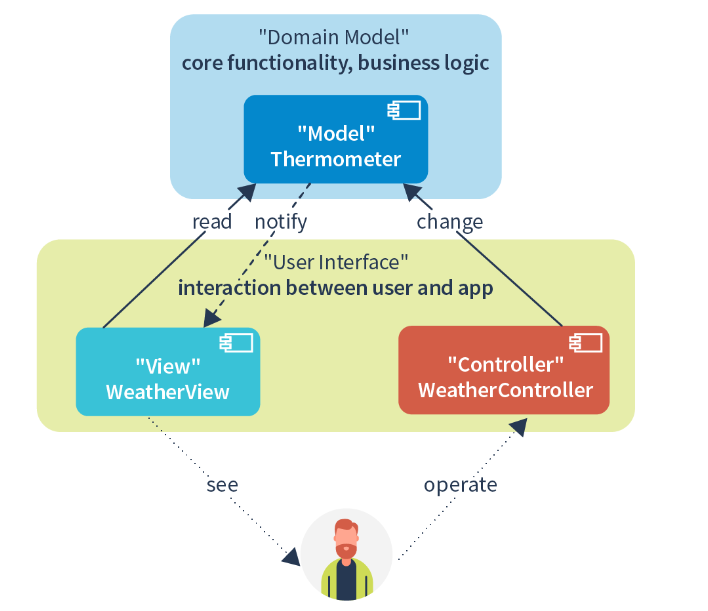 "Domain Model"
core functionality, business logic
"Model"
Thermometer
read
notify
change
"User Interface"
interaction between user and app
"View"
WeatherView
"Controller"
WeatherController
see
operate